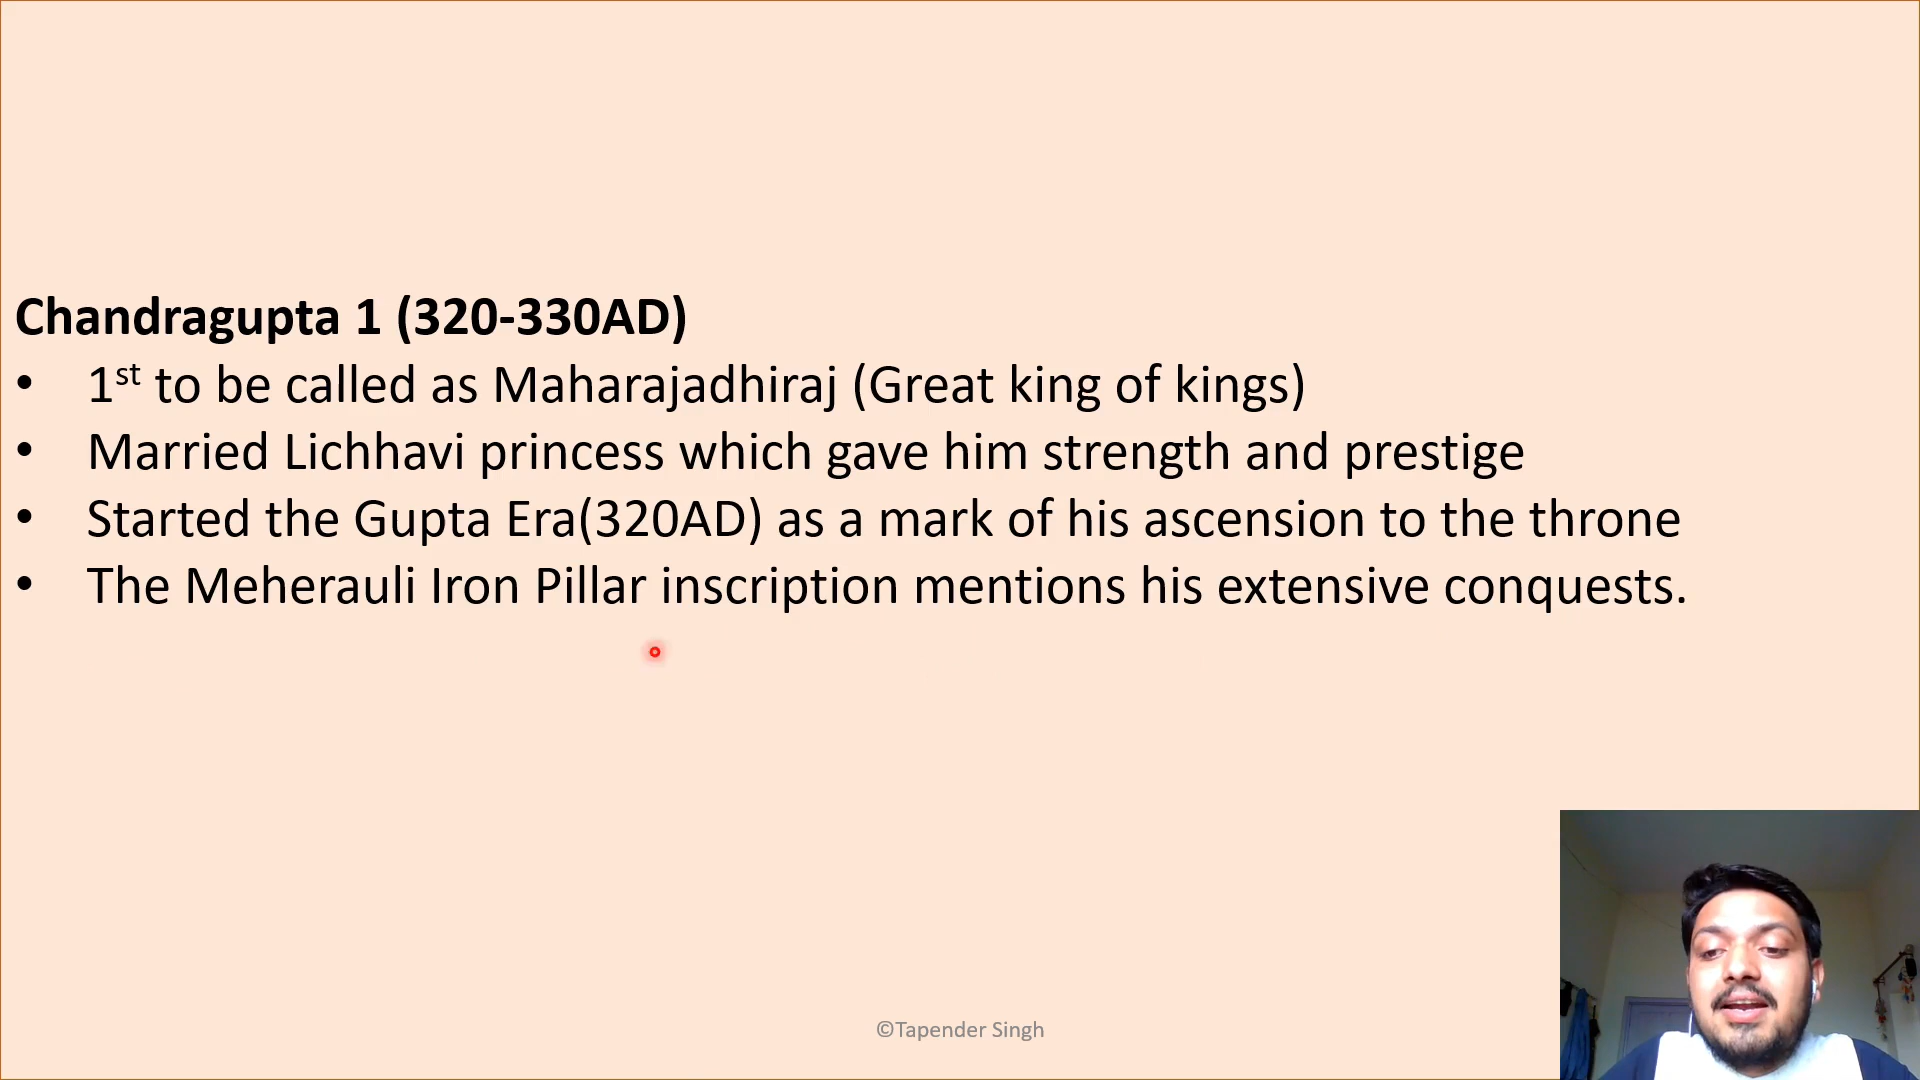 Chandragupta 1 (320-330AD)
• 1st to be called as Maharajadhiraj (Great king of kings)
• Married Lichhavi princess which gave him strength and prestige
• Started the Gupta Era(320AD) as a mark of his ascension to the throne
• The Meherauli Iron Pillar inscription mentions his extensive conquests.
©Tapender Singh